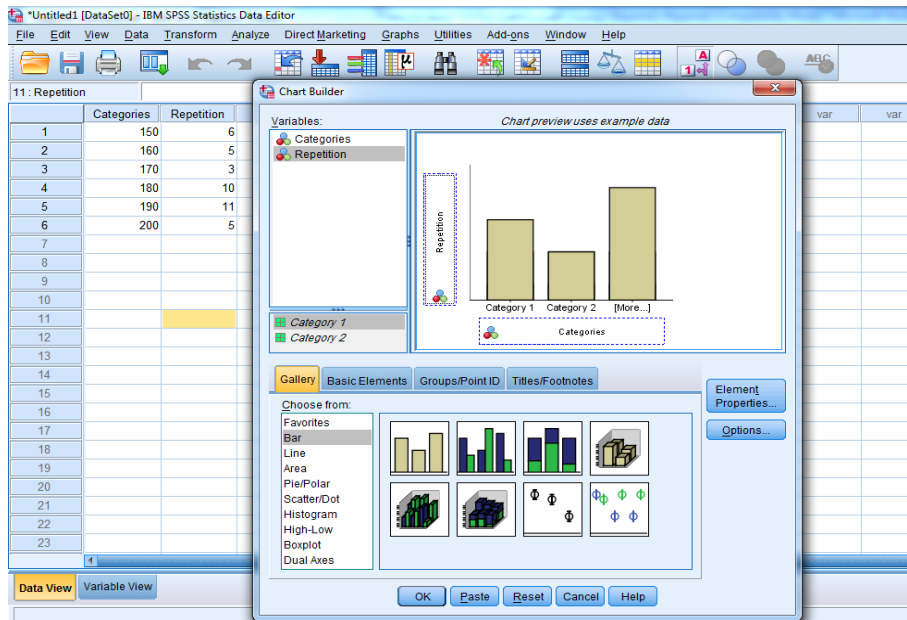 *Untitled1 [DataSet0] - IBM SPSS Statistics Data Editor
File Edit View Data Transform Analyze Direct Marketing Graphs Utilities Add-ons Window Help
11 : Repetition
Categories Repetition var var
1 150 6
2 160 5
3 170 3
4 180 10
5 190 11
6 200 5
7
8
9
10
11
12
13
14
15
16
17
18
19
20
21
22
23
Data View Variable View
Chart Builder
Variables:
Categories
Repetition
Category 1
Category 2
Chart preview uses example data
Repetition
Category 1 Category 2 [More...]
Categories
Gallery Basic Elements Groups/Point ID Titles/Footnotes
Choose from:
Favorites
Bar
Line
Area
Pie/Polar
Scatter/Dot
Histogram
High-Low
Boxplot
Dual Axes
Element
Properties...
Options...
OK Paste Reset Cancel Help